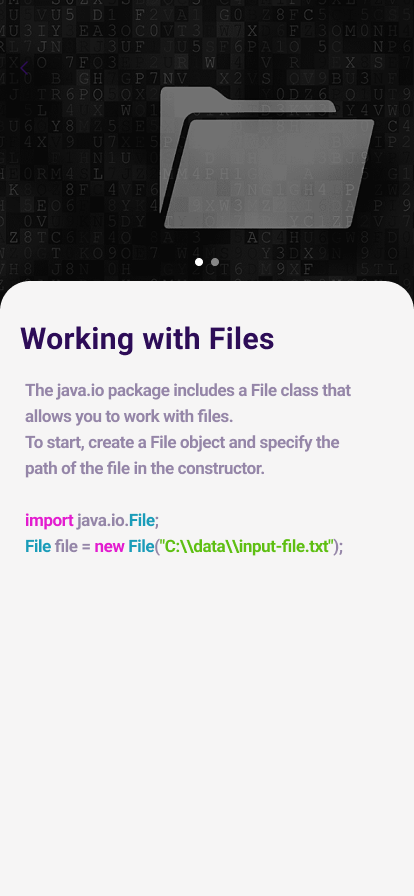 Working with Files
The java.io package includes a File class that
allows you to work with files.
To start, create a File object and specify the
path of the file in the constructor.
import java.io.File;
File file = new File("C:\\data\\input-file.txt");